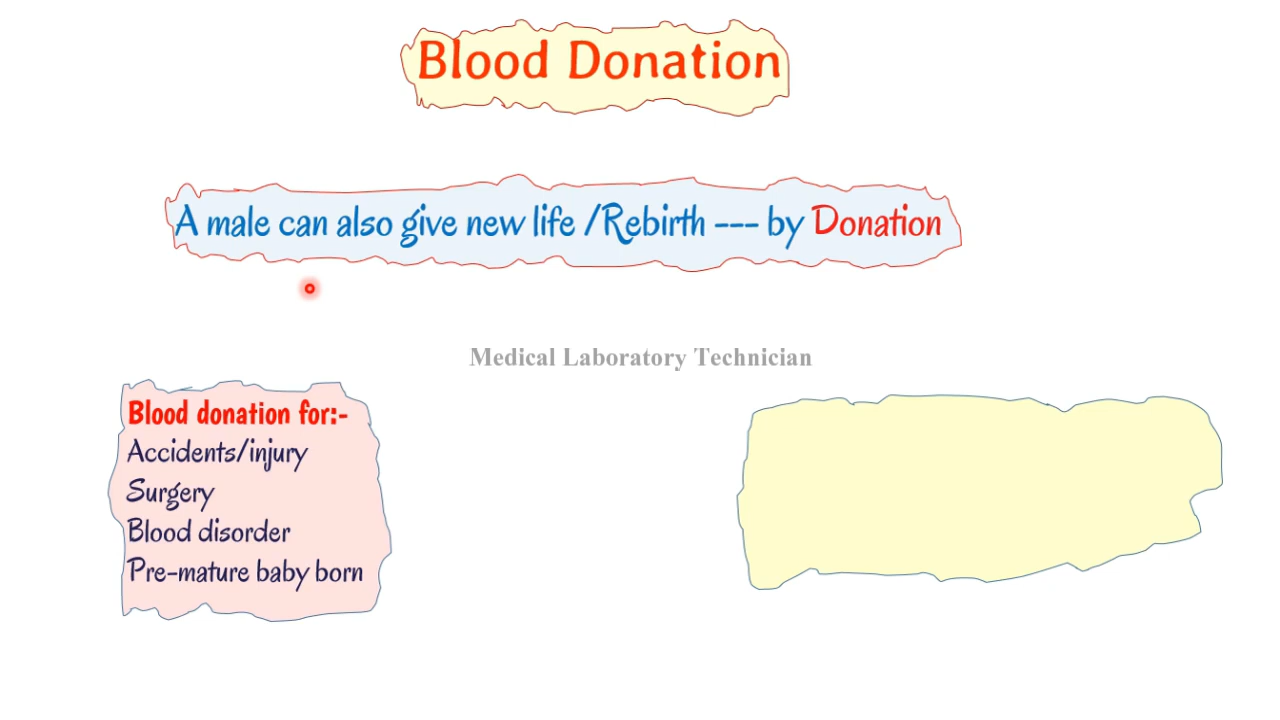 Blood Donation
A male can also give new life /Rebirth --- by Donation
Medical Laboratory Technician
Blood donation for:-
Accidents/injury
Surgery
Blood disorder
Pre-mature baby born